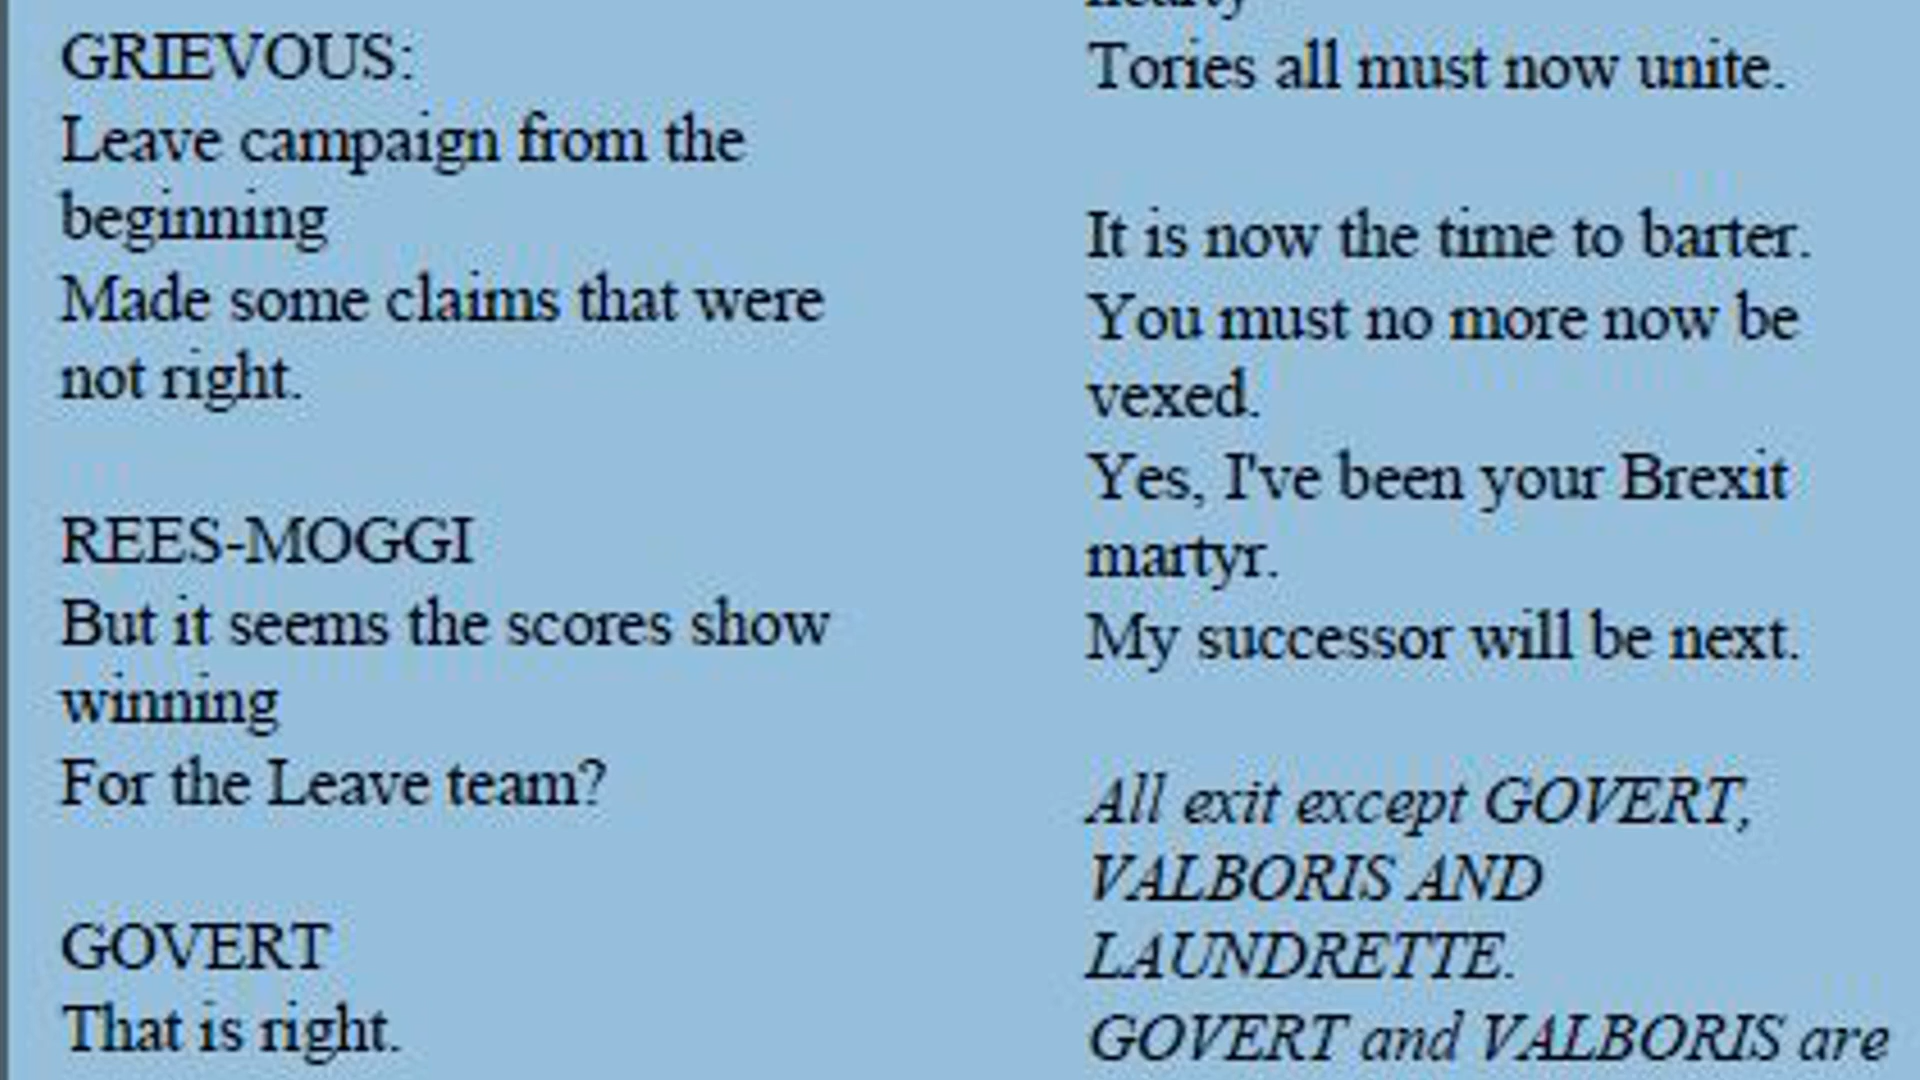 GRIEVOUS:
Leave campaign from the
beginning
Made some claims that were
not right.
REES-MOGGI
But it seems the scores show
winning
For the Leave team?
GOVERT
That is right.
hearty
Tories all must now unite.
It is now the time to barter.
You must no more now be
vexed.
Yes, I've been your Brexit
martyr.
My successor will be next.
All exit except GOVERT,
VALBORIS AND
LAUNDRETTE.
GOVERT and VALBORIS are